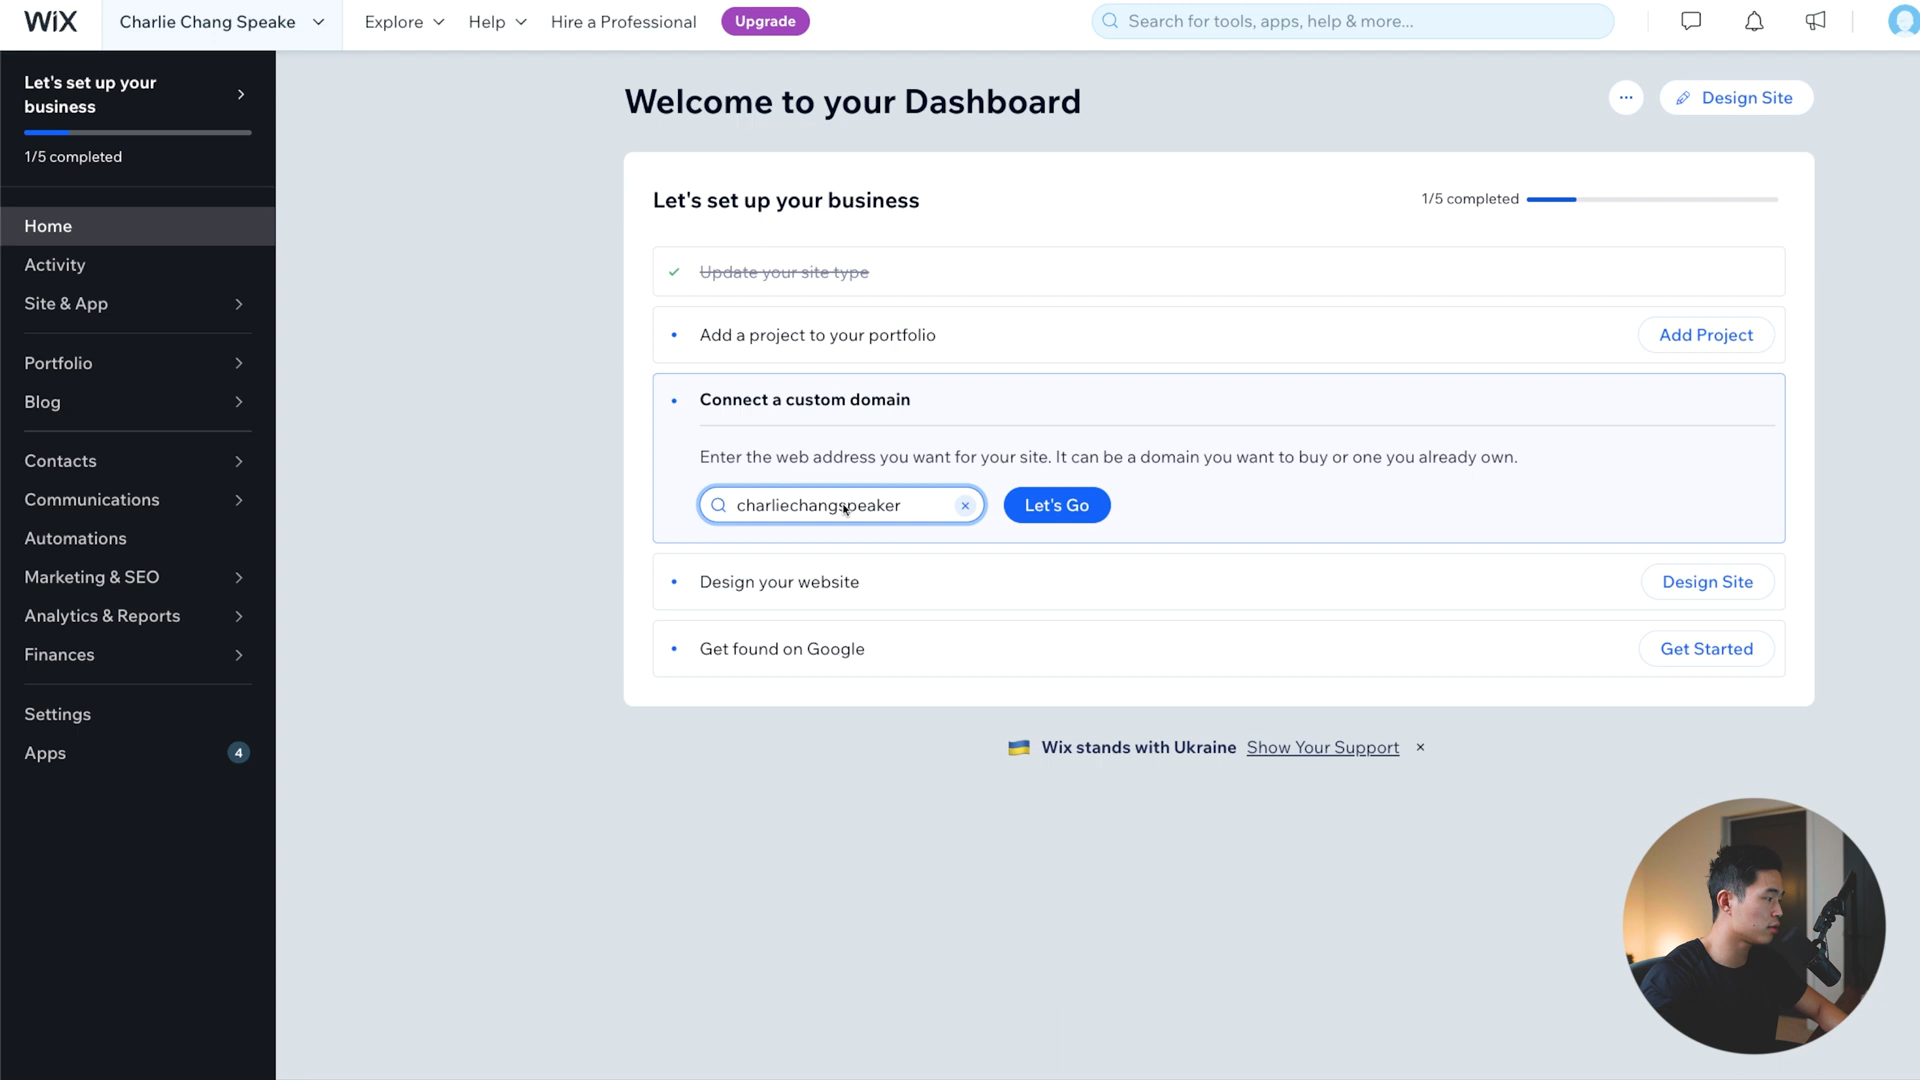 WiX
Charlie Chang Speake
Explore
Help
Hire a Professional
Upgrade
Search for tools, apps, help & more...
Let's set up your
business
1/5 completed
Home
Activity
Site & App
Portfolio
Blog
Contacts
Communications
Automations
Marketing & SEO
Analytics & Reports
Finances
Settings
Apps
4
Welcome to your Dashboard
Design Site
Let's set up your business
1/5 completed
Update your site type
Add a project to your portfolio
Add Project
Connect a custom domain
Enter the web address you want for your site. It can be a domain you want to buy or one you already own.
charliechangspeaker
Let's Go
Design your website
Design Site
Get found on Google
Get Started
Wix stands with Ukraine Show Your Support